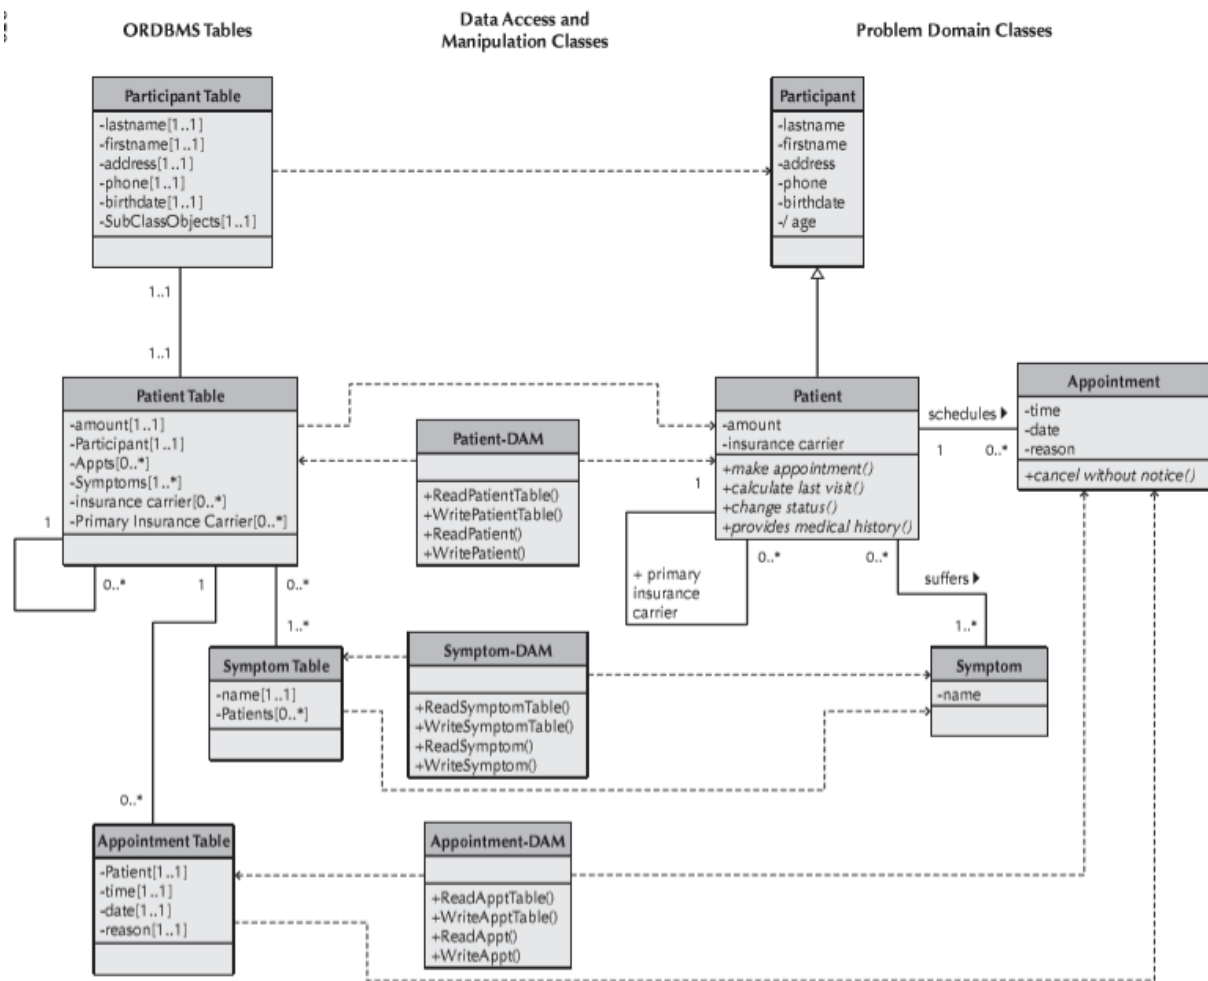 ORDBMS Tables
Data Access and
Manipulation Classes
Problem Domain Classes
Participant Table
-lastname[1..1]
-firstname[1..1]
-address[1..1]
-phone[1..1]
-birthdate[1..1]
-SubClassObjects[1..1]
Participant
-lastname
-firstname
-address
-phone
-birthdate
-/ age
1..1
1..1
Patient Table
-amount[1..1]
-Participant[1..1]
-Appts[0..*]
-Symptoms[1..*]
-insurance carrier[0..*]
-Primary Insurance Carrier[0..*]
1
0..*
1
0..*
1..*
Patient-DAM
+ReadPatientTable()
+WritePatientTable()
+ReadPatient()
+WritePatient()
Patient
-amount
-insurance carrier
+make appointment()
+calculate last visit()
+change status()
+provides medical history()
schedules
1
0..*
Appointment
-time
-date
-reason
+cancel without notice()
1
0..*
+ primary
insurance
carrier
0..*
suffers
1..*
Symptom Table
-name[1..1]
-Patients[0..*]
Symptom-DAM
+ReadSymptomTable()
+WriteSymptomTable()
+ReadSymptom()
+WriteSymptom()
Symptom
-name
0..*
Appointment Table
-Patient[1..1]
-time[1..1]
-date[1..1]
-reason[1..1]
Appointment-DAM
+ReadApptTable()
+WriteApptTable()
+ReadAppt()
+WriteAppt()